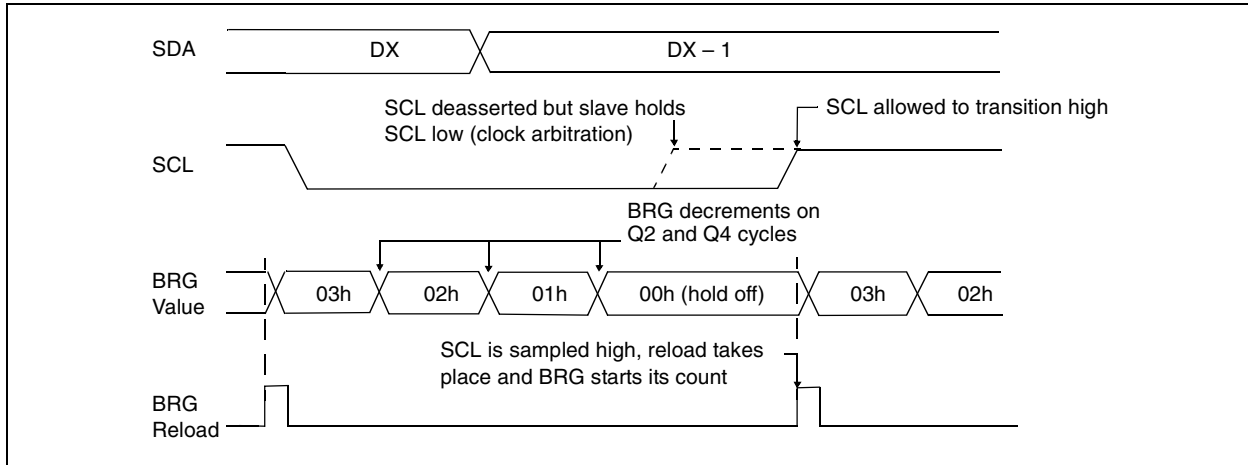 SDA
DX
DX – 1
SCL deasserted but slave holds
SCL low (clock arbitration)
SCL allowed to transition high
SCL
BRG decrements on
Q2 and Q4 cycles
BRG
Value
03h
02h
01h
00h (hold off)
03h
02h
SCL is sampled high, reload takes
place and BRG starts its count
BRG
Reload